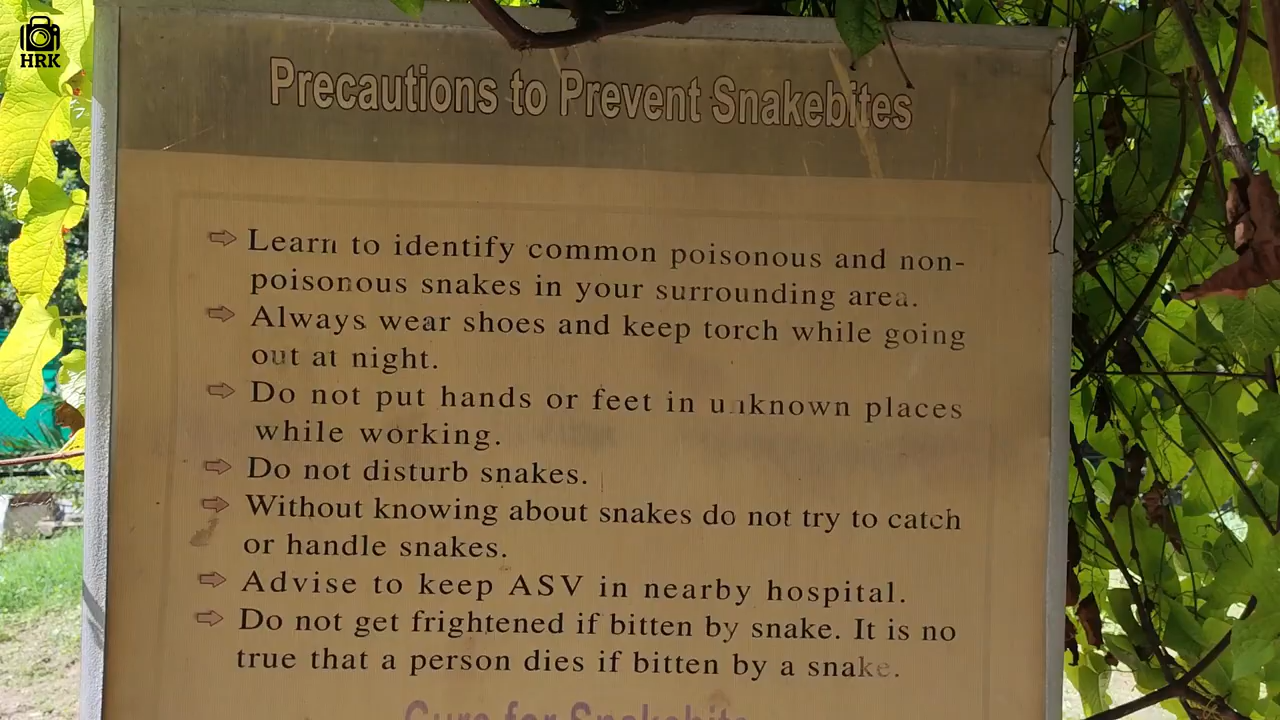 HRK
Precautions to Prevent Snakebites
⇨ Learn to identify common poisonous and non-
poisonous snakes in your surrounding area.
⇨ Always wear shoes and keep torch while going
out at night.
⇨ Do not put hands or feet in unknown places
while working.
⇨ Do not disturb snakes.
⇨ Without knowing about snakes do not try to catch
or handle snakes.
⇨ Advise to keep ASV in nearby hospital.
⇨ Do not get frightened if bitten by snake. It is no
true that a person dies if bitten by a snake.
Cure for Snakebite